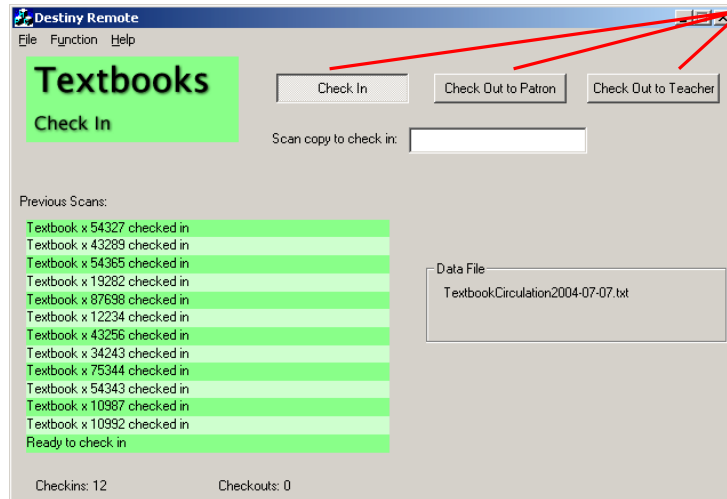 Destiny Remote
File Function Help
Textbooks
Check In
Check In Check Out to Patron Check Out to Teacher
Scan copy to check in:
Previous Scans:
Textbook x 54327 checked in
Textbook x 43289 checked in
Textbook x 54365 checked in
Textbook x 19282 checked in
Textbook x 87698 checked in
Textbook x 12234 checked in
Textbook x 43256 checked in
Textbook x 34243 checked in
Textbook x 75344 checked in
Textbook x 54343 checked in
Textbook x 10987 checked in
Textbook x 10992 checked in
Ready to check in
Data File
TextbookCirculation2004-07-07.txt
Checkins: 12 Checkouts: 0